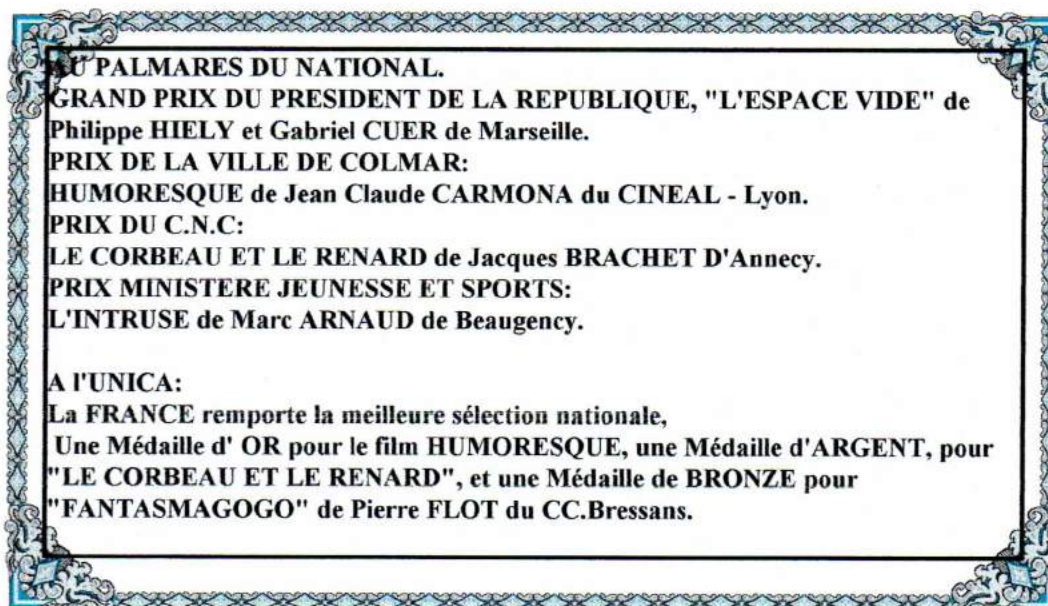 AU PALMARES DU NATIONAL.
GRAND PRIX DU PRESIDENT DE LA REPUBLIQUE, "L'ESPACE VIDE" de
Philippe HIELY et Gabriel CUER de Marseille.
PRIX DE LA VILLE DE COLMAR:
HUMORESQUE de Jean Claude CARMONA du CINEAL - Lyon.
PRIX DU C.N.C:
LE CORBEAU ET LE RENARD de Jacques BRACHET D'Annecy.
PRIX MINISTERE JEUNESSE ET SPORTS:
L'INTRUSE de Marc ARNAUD de Beaugency.
A l'UNICA:
La FRANCE remporte la meilleure sélection nationale,
Une Médaille d' OR pour le film HUMORESQUE, une Médaille d'ARGENT, pour
"LE CORBEAU ET LE RENARD", et une Médaille de BRONZE pour
"FANTASMAGOGO" de Pierre FLOT du CC.Bressans.